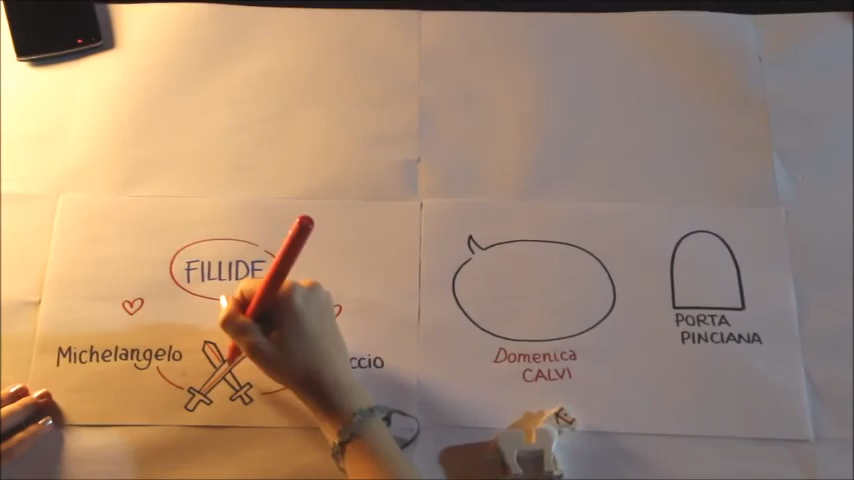 FILLIDE
Michelangelo
ccio
Domenica
CALVI
PORTA
PINCIANA